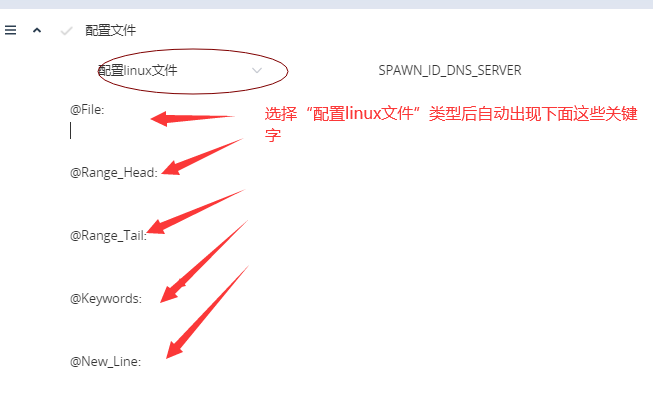 配置文件
配置linux文件
SPAWN_ID_DNS_SERVER
@File:
选择“配置linux文件”类型后自动出现下面这些关键
字
@Range_Head:
@Range_Tail:
@Keywords:
@New_Line: